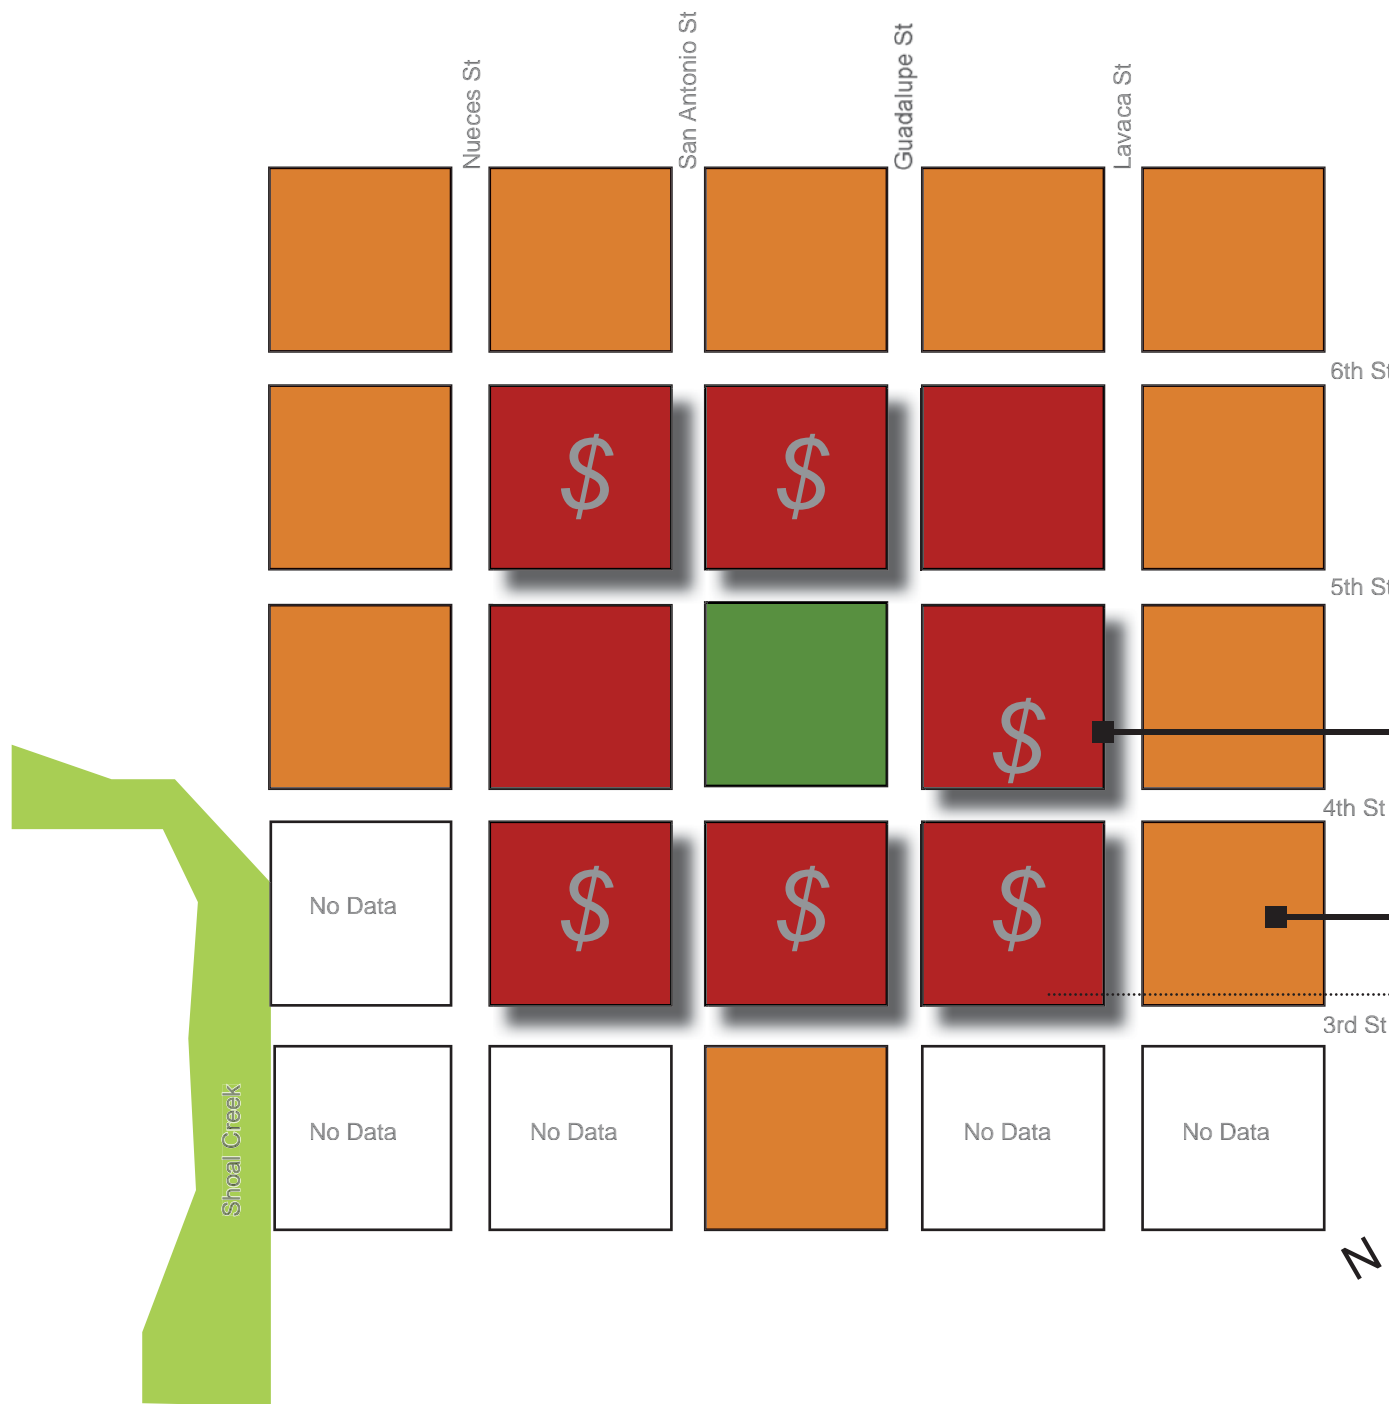 Nueces St
San Antonio St
Guadalupe St
Lavaca St
6th St
$
$
5th St
$
4th St
No Data
$
$
$
3rd St
No Data
No Data
No Data
No Data
Shoal Creek
N